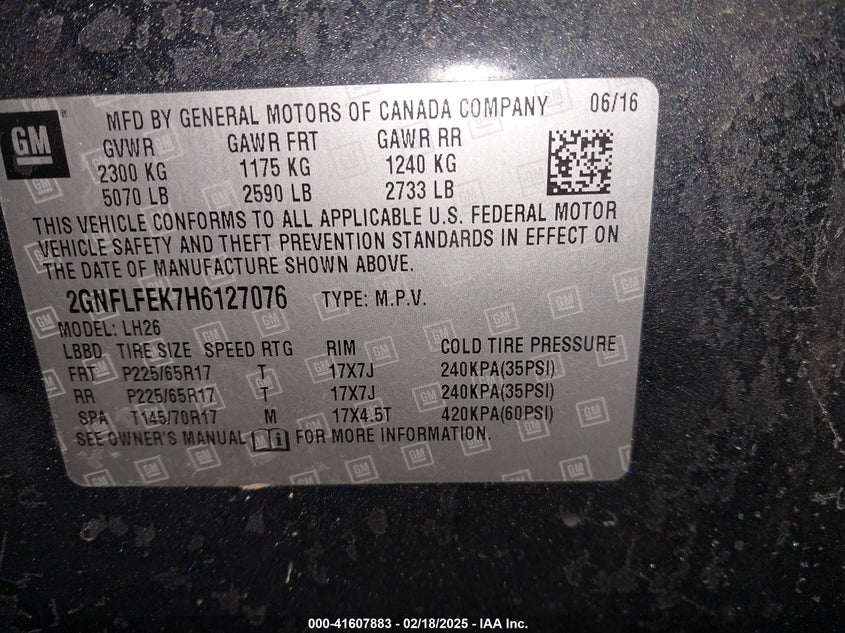 GM
MFD BY GENERAL MOTORS OF CANADA COMPANY 06/16
GVWR GAWR FRT GAWR RR
2300 KG 1175 KG 1240 KG
5070 LB 2590 LB 2733 LB
THIS VEHICLE CONFORMS TO ALL APPLICABLE U.S. FEDERAL MOTOR
VEHICLE SAFETY AND THEFT PREVENTION STANDARDS IN EFFECT ON
THE DATE OF MANUFACTURE SHOWN ABOVE.
2GNFLFEK7H6127076 TYPE: M.P.V.
MODEL: LH26
LBBD TIRE SIZE SPEED RTG RIM COLD TIRE PRESSURE
FRT P225/65R17 T 17X7J 240KPA(35PSI)
RR P225/65R17 T 17X7J 240KPA(35PSI)
SPA T145/70R17 M 17X4.5T 420KPA(60PSI)
SEE OWNER'S MANUAL FOR MORE INFORMATION.
000-41607883 - 02/18/2025 - IAA Inc.